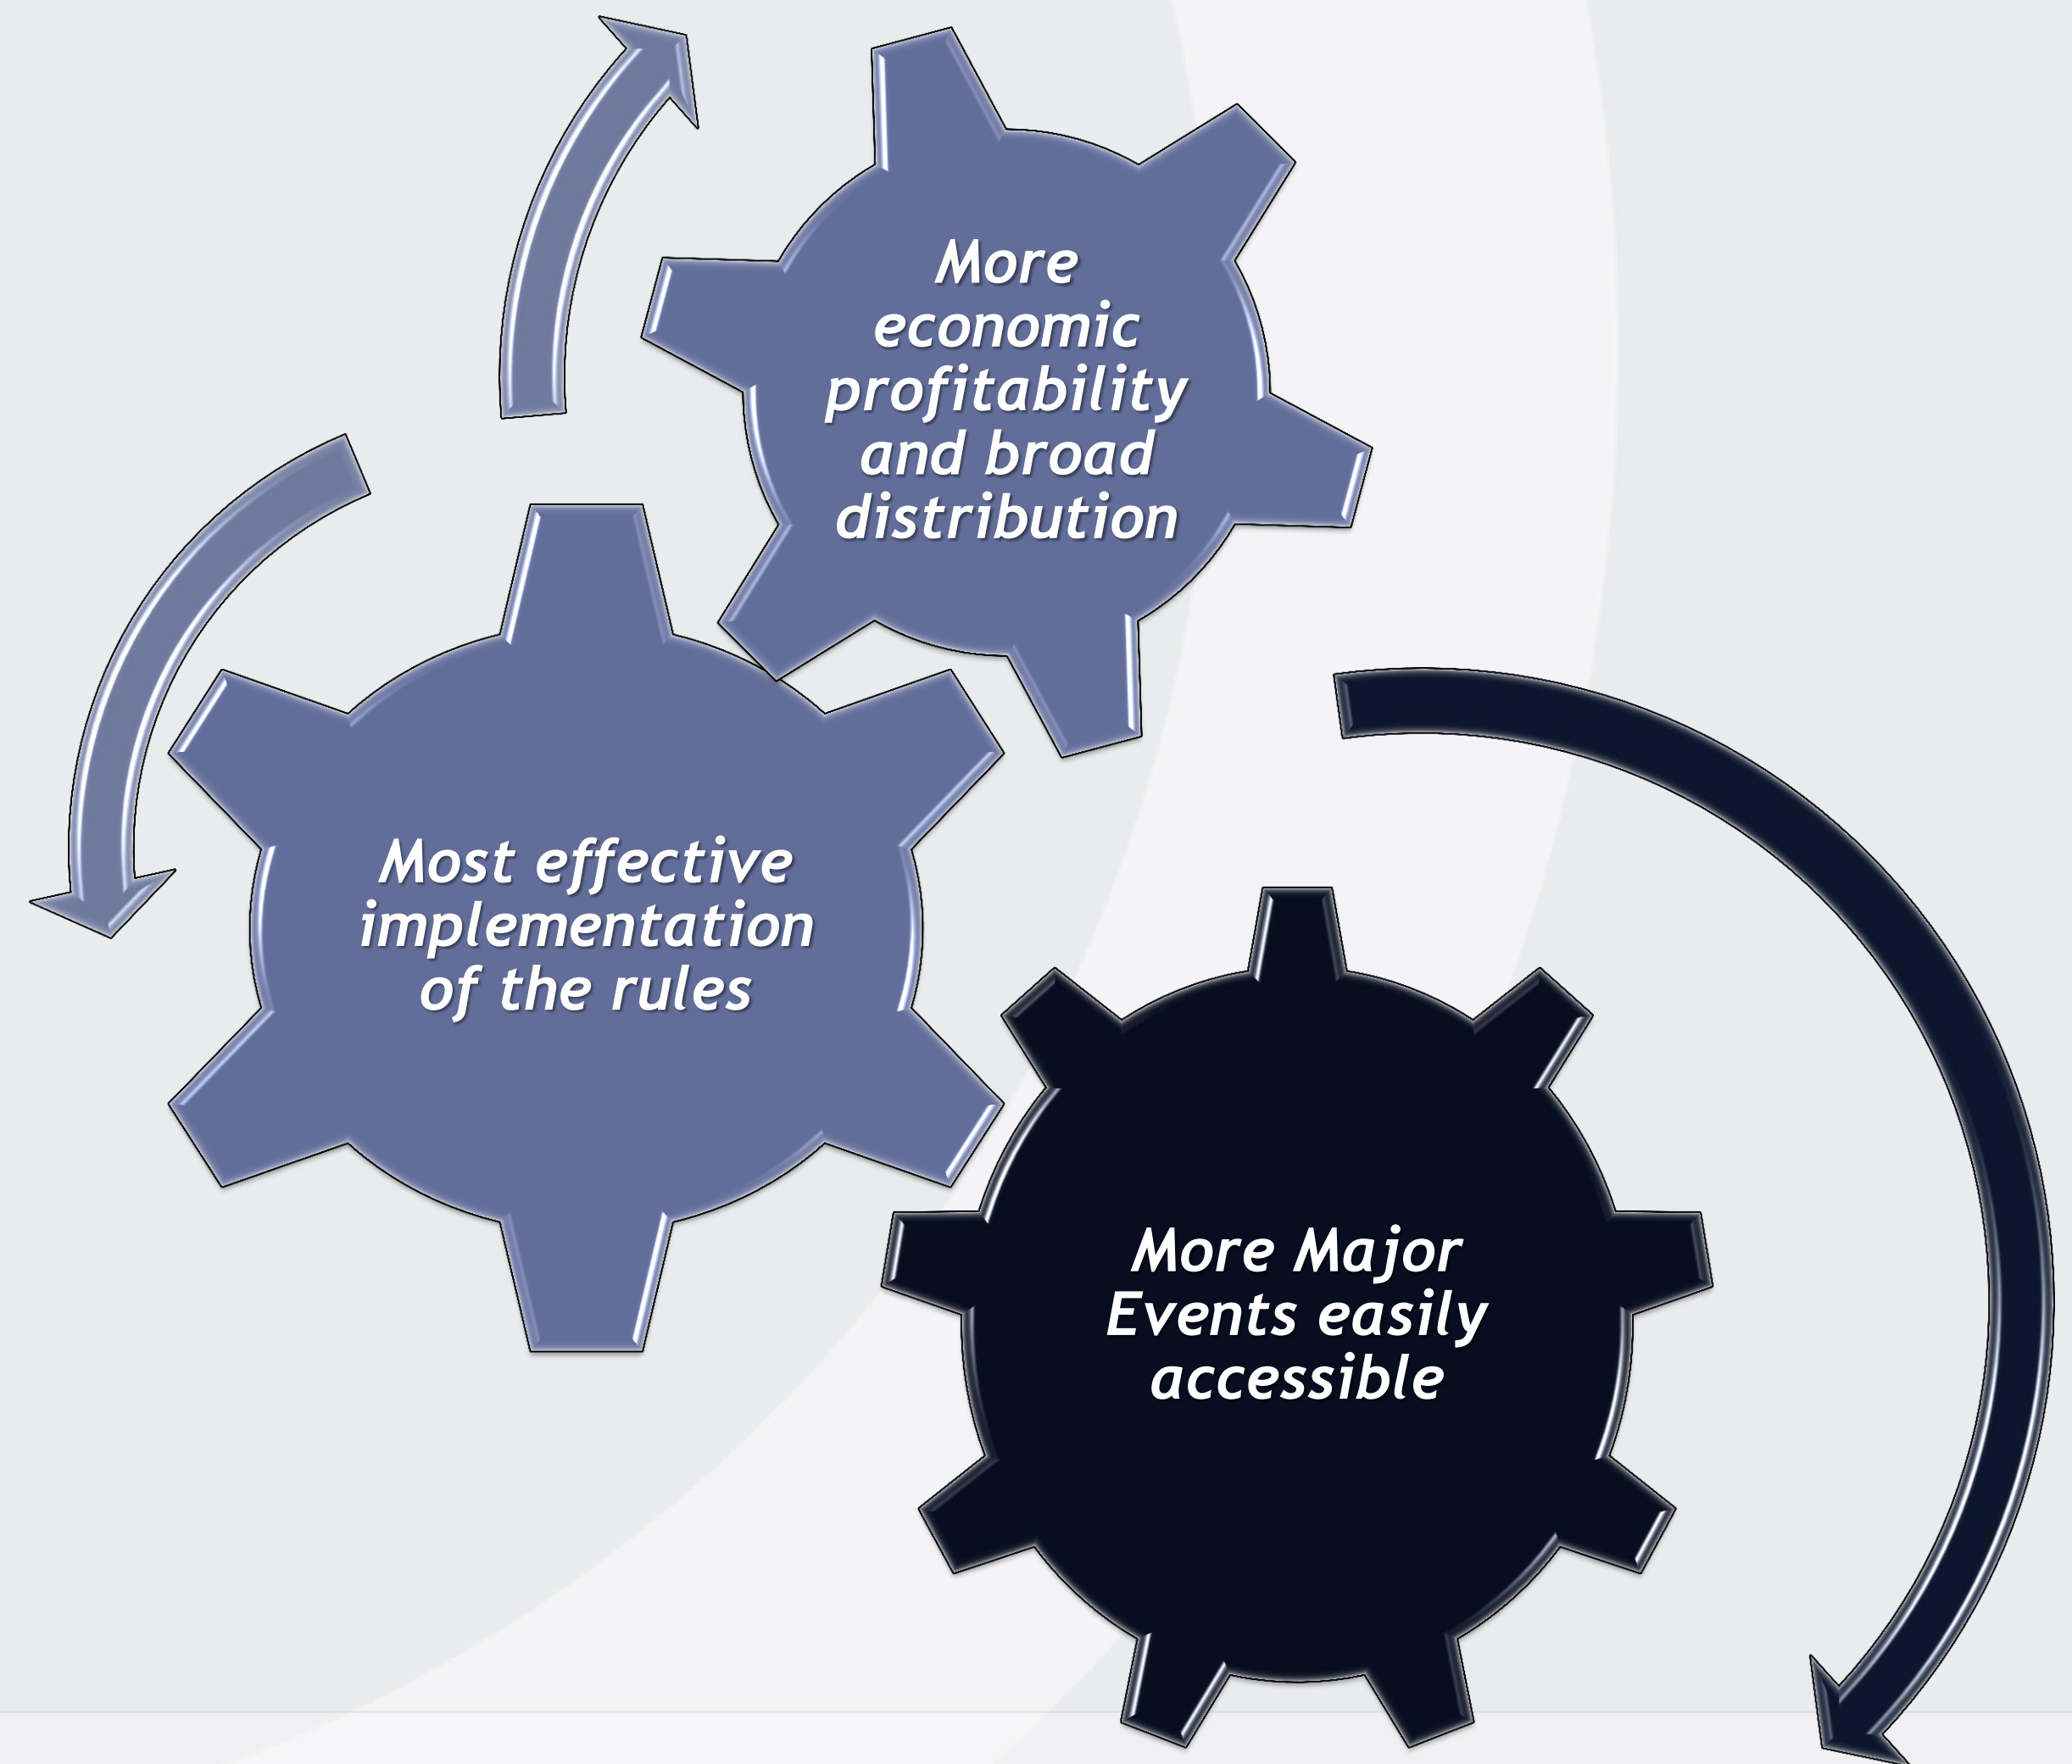 More
economic
profitability
and broad
distribution
Most effective
implementation
of the rules
More Major
Events easily
accessible